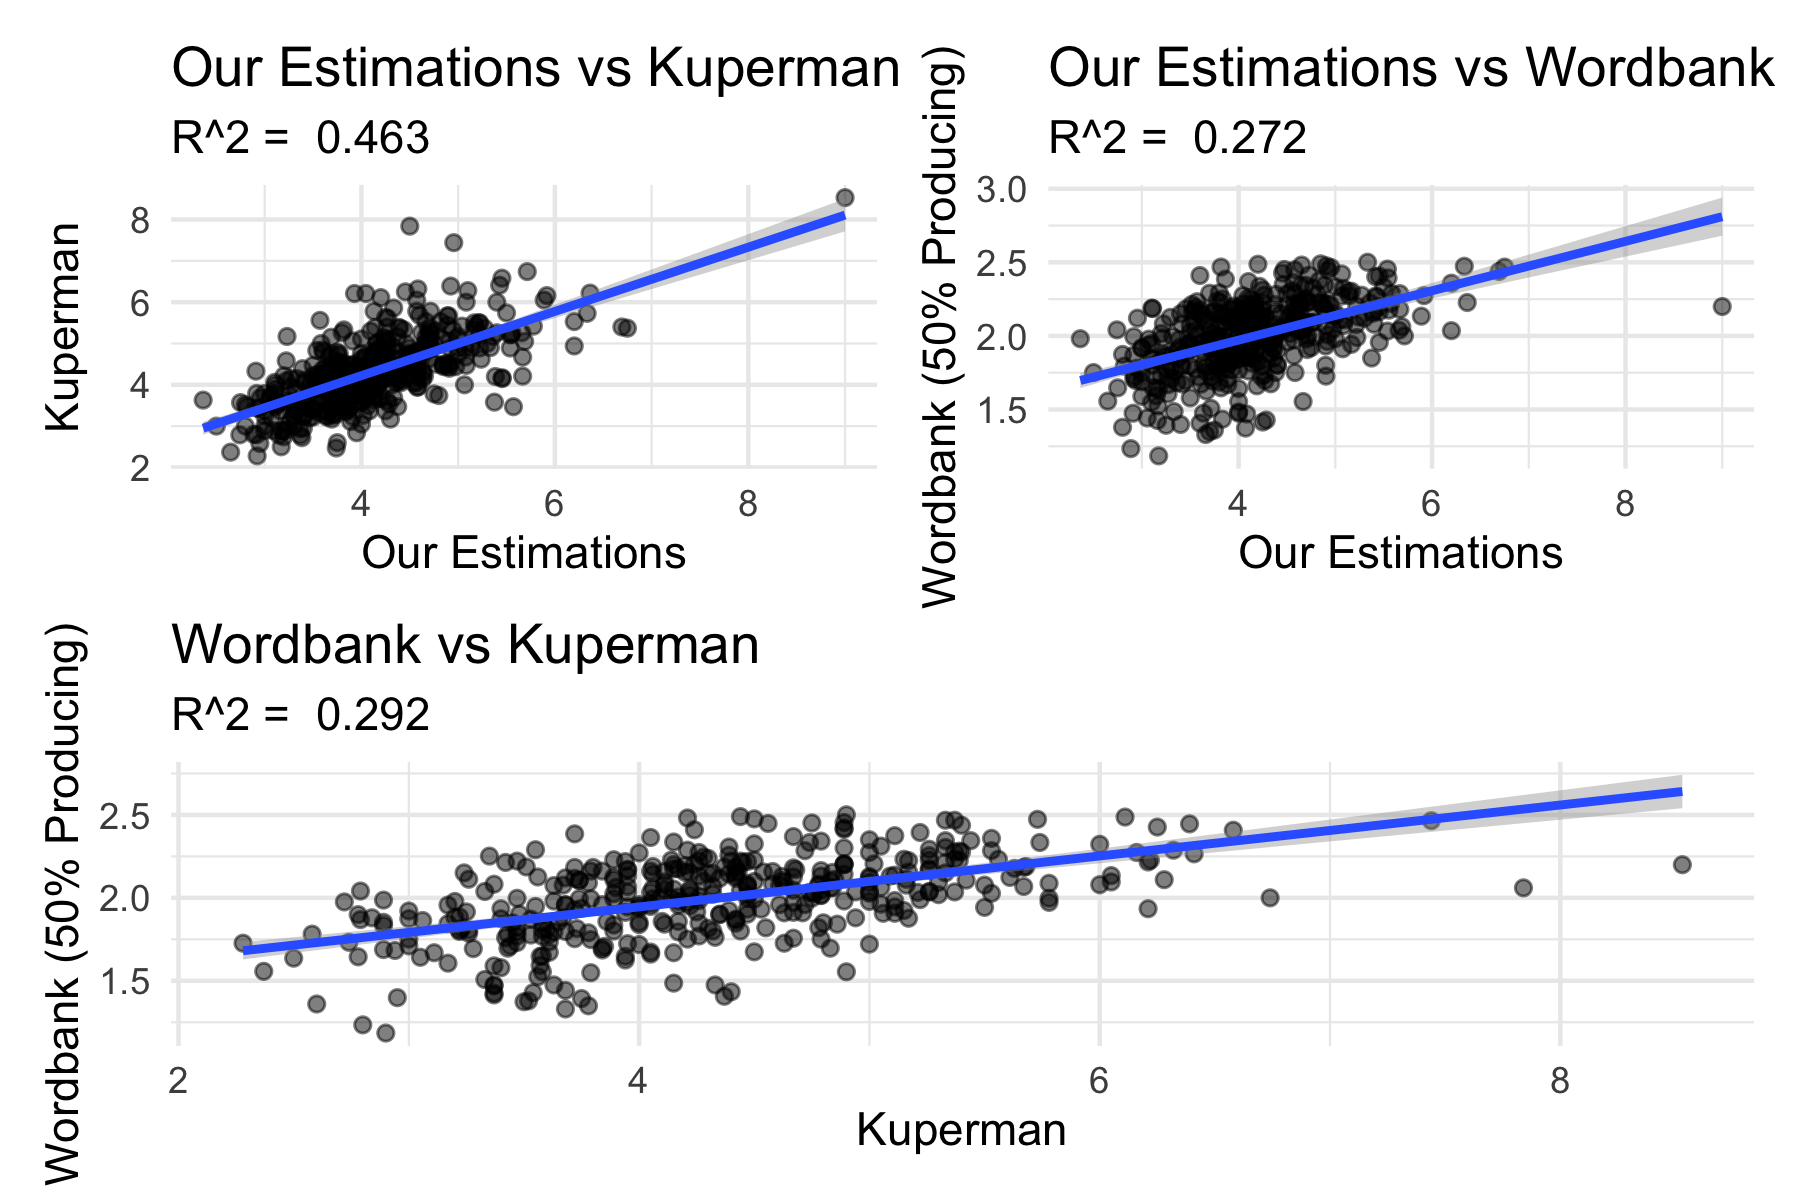 Our Estimations vs Kuperman
R^2 =  0.463
Kuperman
8
6
4
2
4
6
8
Our Estimations
Our Estimations vs Wordbank
R^2 =  0.272
Wordbank (50% Producing)
3.0
2.5
2.0
1.5
4
6
8
Our Estimations
Wordbank vs Kuperman
R^2 =  0.292
Wordbank (50% Producing)
2.5
2.0
1.5
2
4
6
8
Kuperman